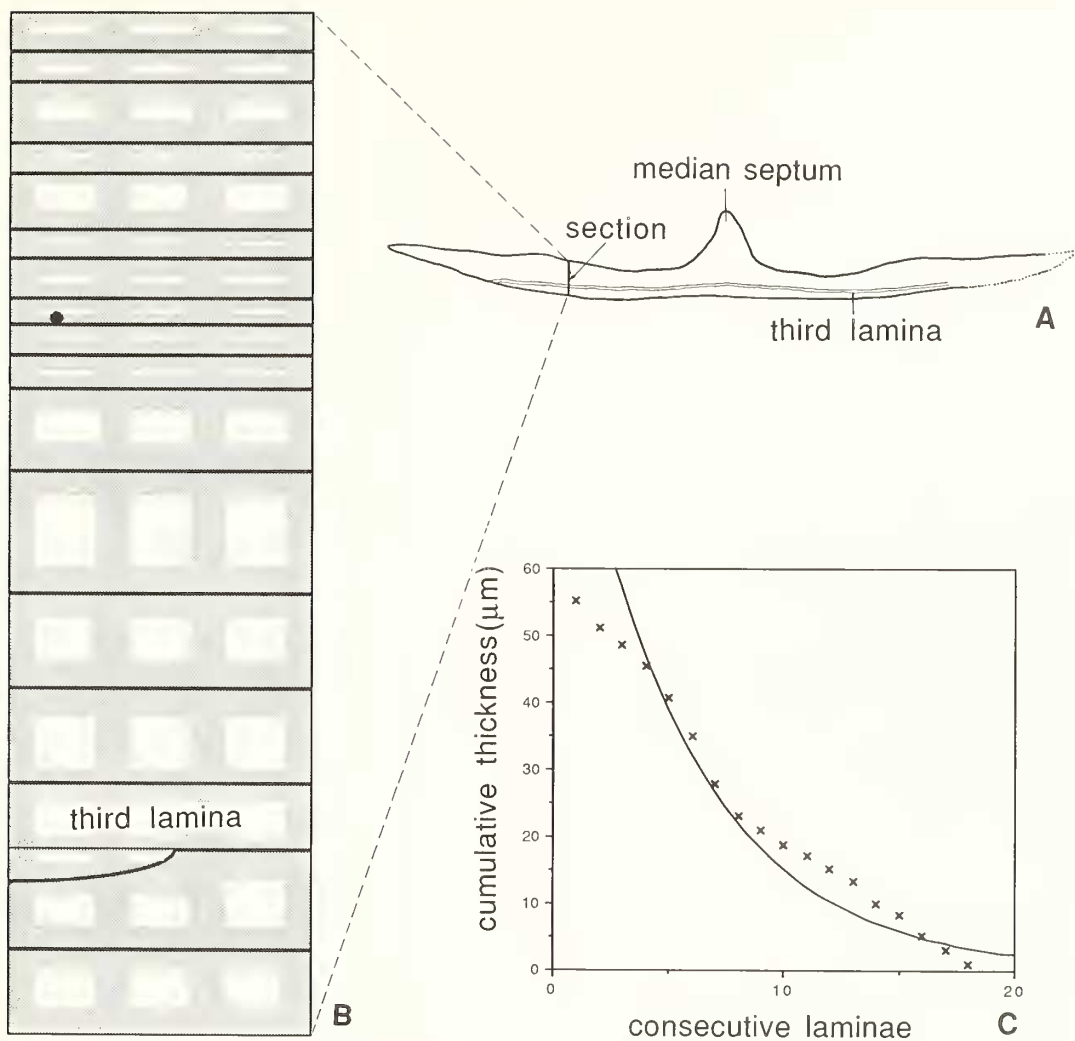 median septum
section
third lamina
A
third lamina
B
cumulative thickness(µm)
60
50
40
30
20
10
0
0
10
20
consecutive laminae
C